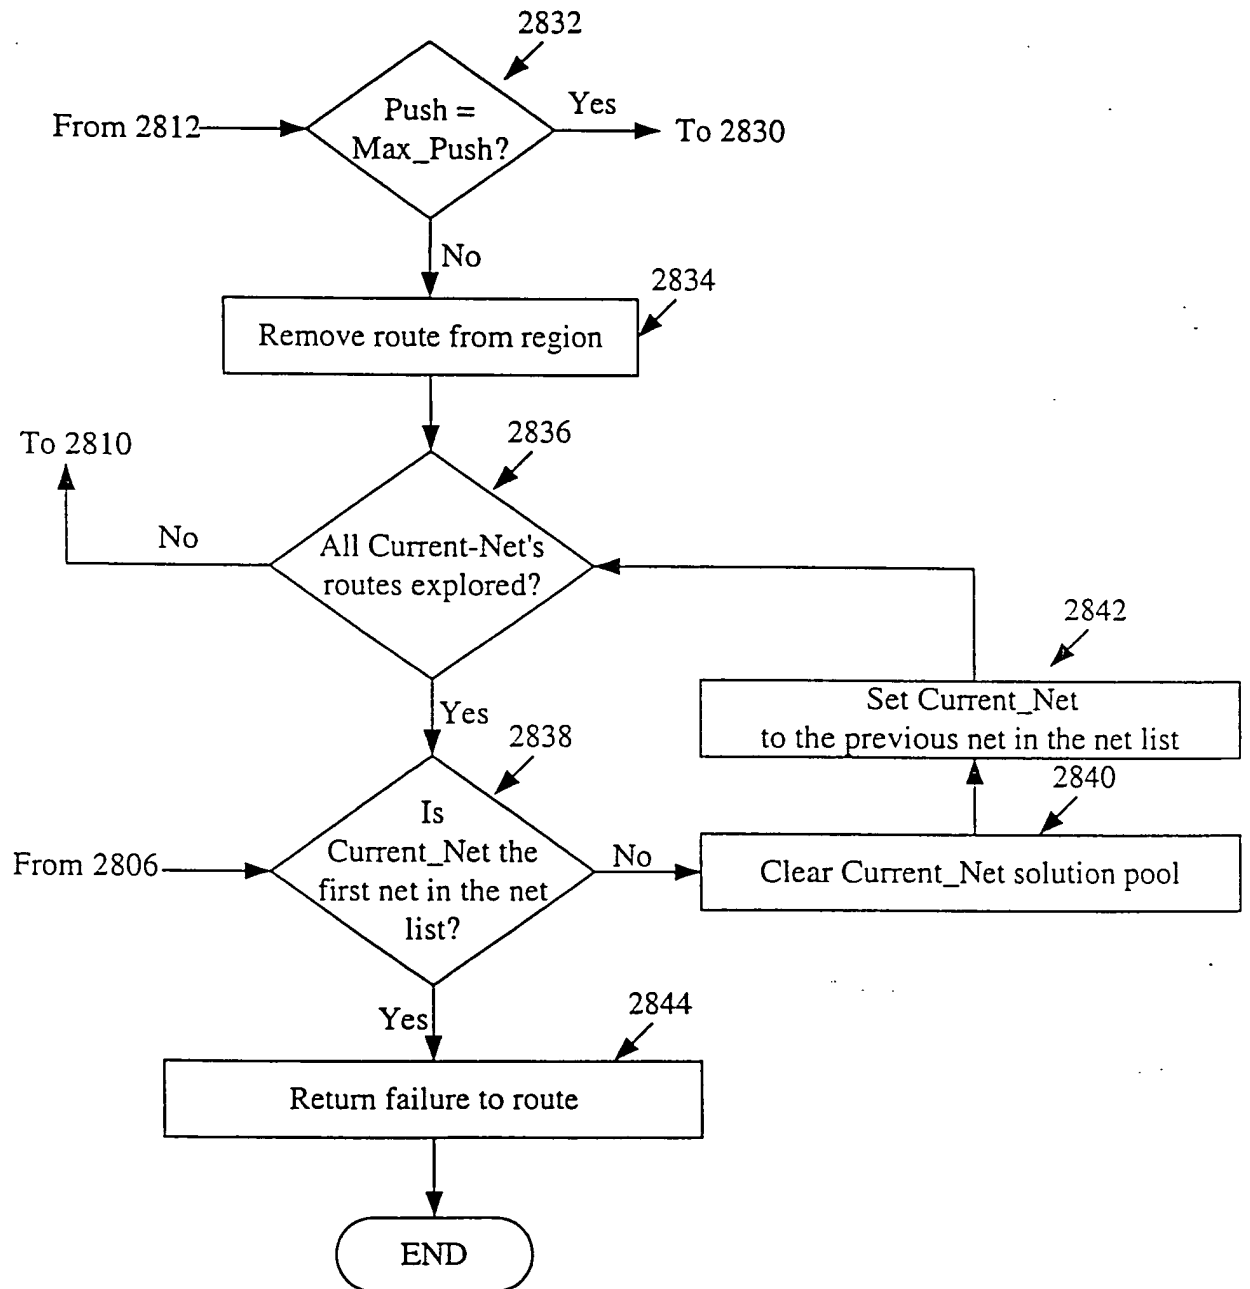 2832
Push =
Max_Push?
From 2812
Yes
To 2830
No
2834
Remove route from region
To 2810
2836
No
All Current-Net's
routes explored?
2842
Set Current_Net
to the previous net in the net list
Yes
2838
2840
Is
Current_Net the
first net in the net
list?
From 2806
No
Clear Current_Net solution pool
Yes
2844
Return failure to route
END